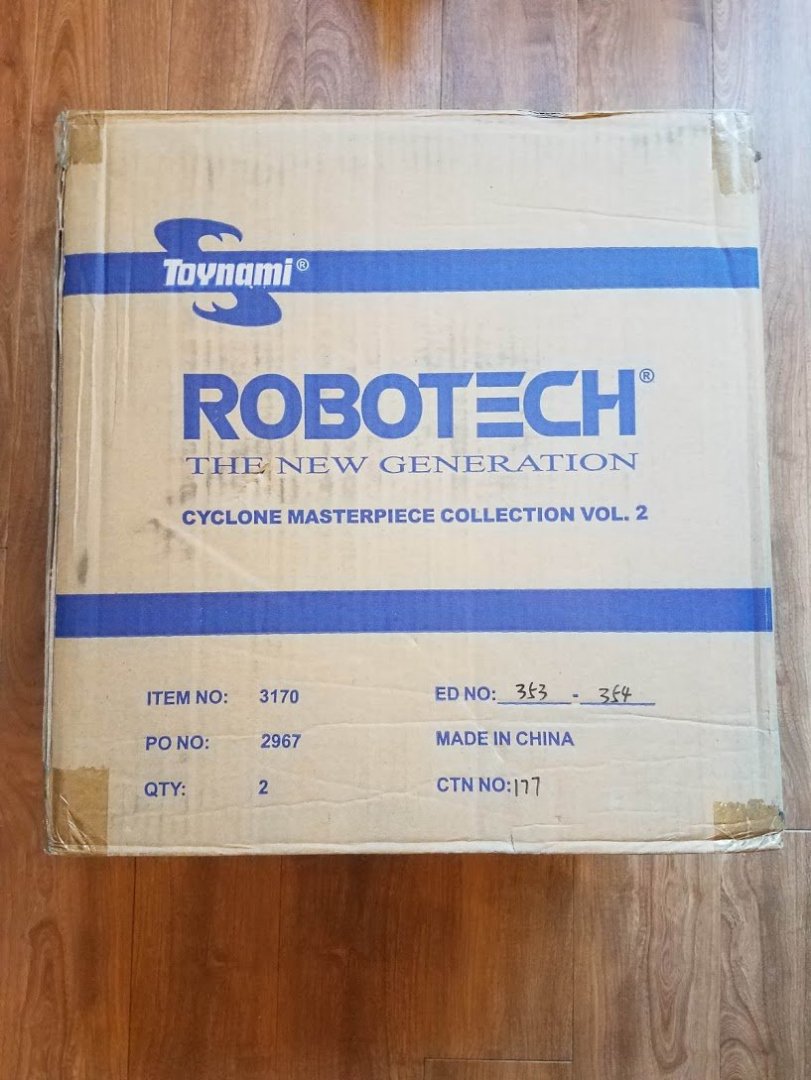 Toynami®
ROBOTECH®
THE NEW GENERATION
CYCLONE MASTERPIECE COLLECTION VOL. 2
ITEM NO: 3170
ED NO: 353 - 354
PO NO: 2967
MADE IN CHINA
QTY: 2
CTN NO: 177